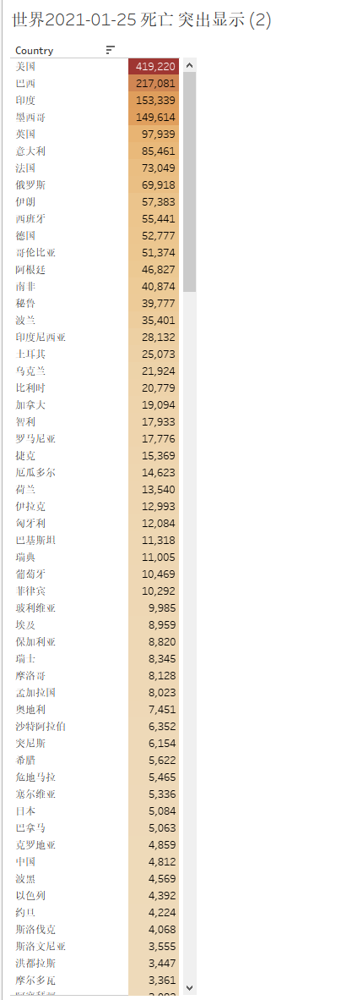 世界2021-01-25 死亡 突出显示 (2)
Country
美国 419,220
巴西 217,081
印度 153,339
墨西哥 149,614
英国 97,939
意大利 85,461
法国 73,049
俄罗斯 69,918
伊朗 57,383
西班牙 55,441
德国 52,777
哥伦比亚 51,374
阿根廷 46,827
南非 40,874
秘鲁 39,777
波兰 35,401
印度尼西亚 28,132
土耳其 25,073
乌克兰 21,924
比利时 20,779
加拿大 19,094
智利 17,933
罗马尼亚 17,776
捷克 15,369
厄瓜多尔 14,623
荷兰 13,540
伊拉克 12,993
匈牙利 12,084
巴基斯坦 11,318
瑞典 11,005
葡萄牙 10,469
菲律宾 10,292
玻利维亚 9,985
埃及 8,959
保加利亚 8,820
瑞士 8,345
摩洛哥 8,128
孟加拉国 8,023
奥地利 7,451
沙特阿拉伯 6,352
突尼斯 6,154
希腊 5,622
危地马拉 5,465
塞尔维亚 5,336
日本 5,084
巴拿马 5,063
克罗地亚 4,859
中国 4,812
波黑 4,569
以色列 4,392
约旦 4,224
斯洛伐克 4,068
斯洛文尼亚 3,555
洪都拉斯 3,447
摩尔多瓦 3,361